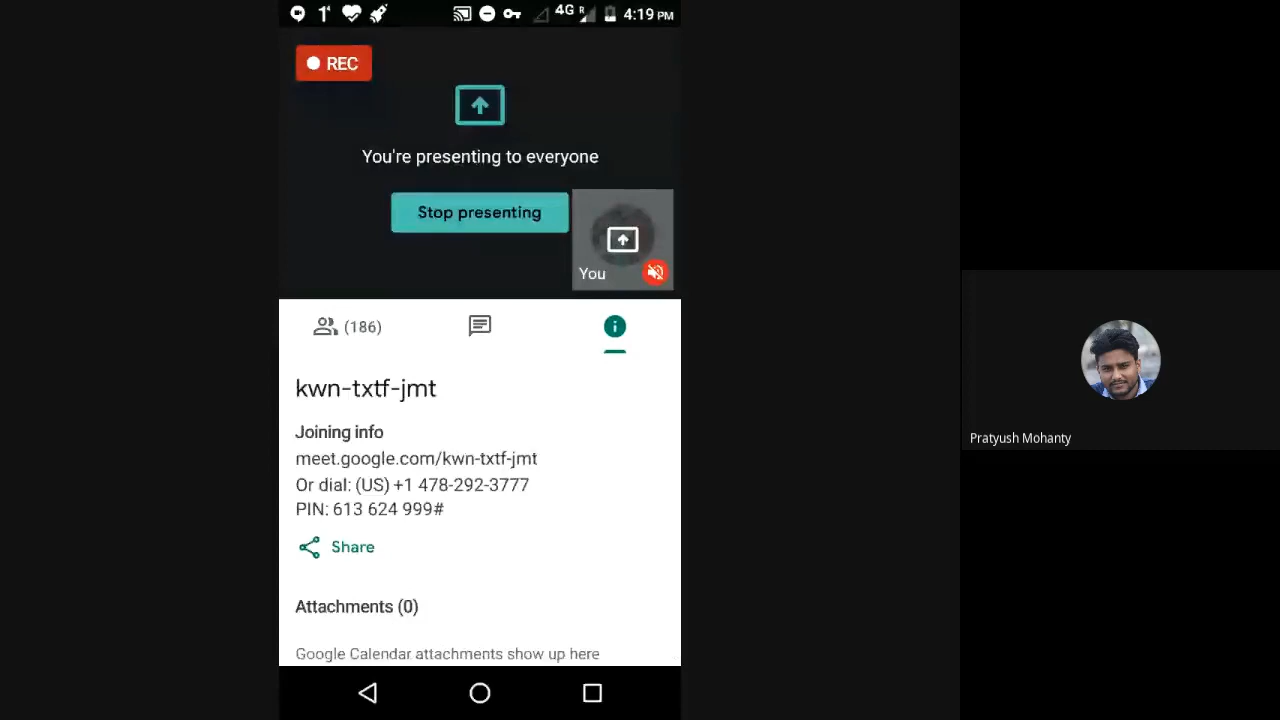 4G R 4:19 PM
REC
You're presenting to everyone
Stop presenting
You
(186)
kwn-txtf-jmt
Joining info
meet.google.com/kwn-txtf-jmt
Or dial: (US) +1 478-292-3777
PIN: 613 624 999#
Share
Attachments (0)
Google Calendar attachments show up here
Pratyush Mohanty